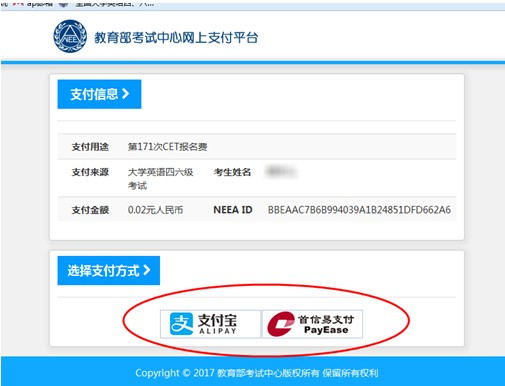 教育部考试中心网上支付平台
支付信息
支付用途 第171次CET报名费
支付来源 大学英语四六级考试 考生姓名
支付金额 0.02元人民币 NEEA ID BBEAAC7B6B994039A1B24851DFD662A6
选择支付方式
支付宝 ALIPAY 首信易支付 PayEase
Copyright © 2017 教育部考试中心版权所有 保留所有权利